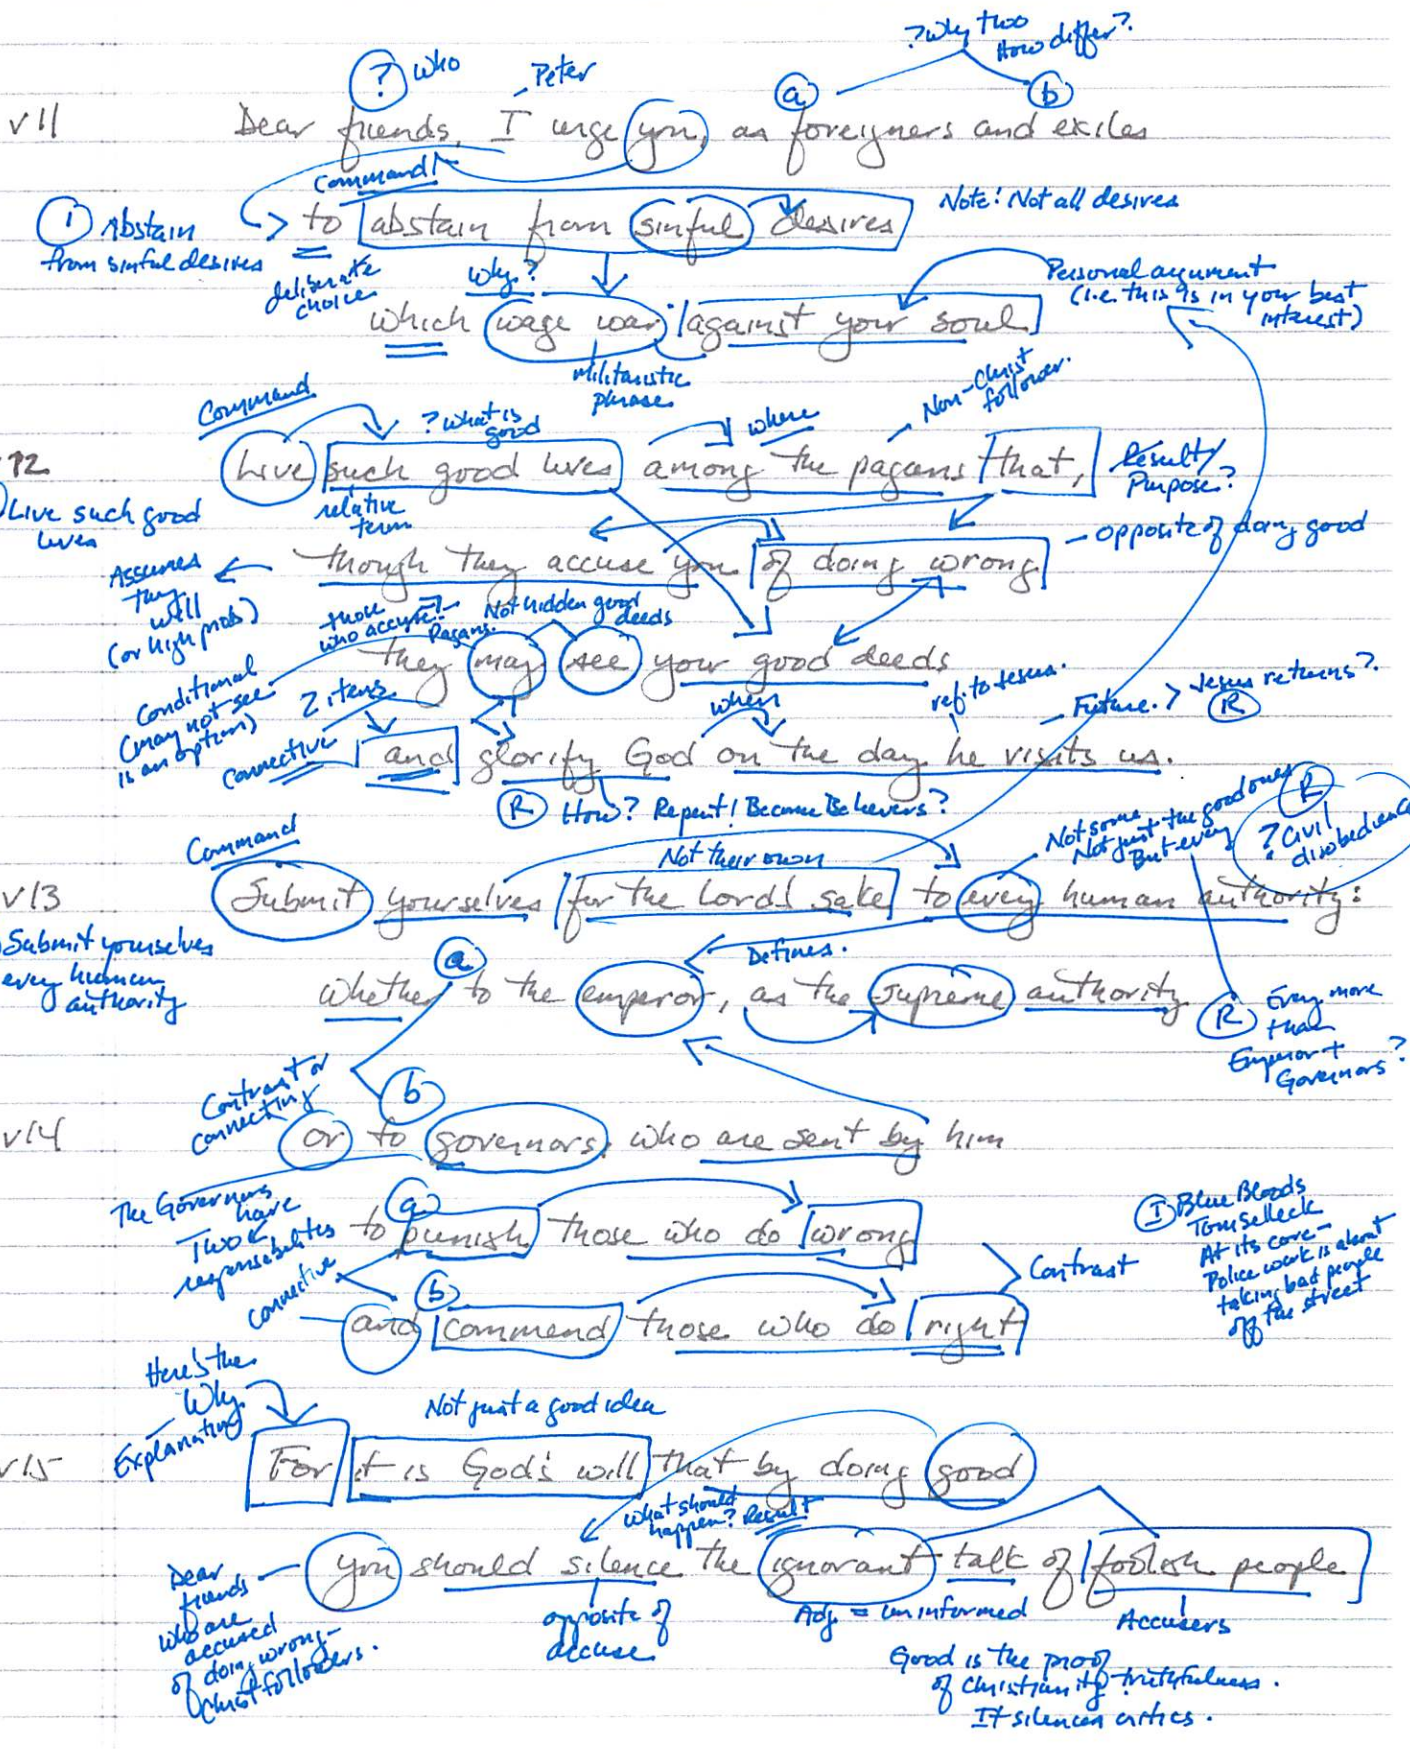 ?Why two
How differ?
? Who
Peter
a
b
v11 Dear friends, I urge you, as foreigners and exiles
Command!
1 Abstain from sinful desires
to abstain from sinful desires
Note! Not all desires
deliberate choice
Why?
Personal argument
(i.e. this is in your best interest)
which wage war against your soul
militaristic phrase
Command
? What is good
where
Non-Christ follower.
12 Live such good lives among the pagans that,
Result/
Purpose?
Live such good lives
relative term
opposite of doing good
though they accuse you of doing wrong
Assumes they will
(or high prob)
those who accuse? Pagans.
Not hidden good deeds
they may see your good deeds
Conditional
(may not see is an option)
2 items
when
ref. to Jesus.
Future. > Jesus returns?
R
connective
and glorify God on the day he visits us.
R How? Repent! Become Believers?
Command
Not their own
Not some
Not just the good ones
But every
R
? Civil disobedience
v13 Submit yourselves for the Lord's sake to every human authority:
Submit yourselves
every human authority
a
Defines.
whether to the emperor, as the supreme authority
R Every more than Emperor + Governors?
Contrast or connecting
b
v14 or to governors, who are sent by him
The Governors have
Two responsibilities
a
to punish those who do wrong
I Blue Bloods
Tom Selleck
At its core -
Police work is about
taking bad people
off the street
Contrast
connective
b
and commend those who do right
Here's the Why
Explanation
Not just a good idea
v15 For it is God's will that by doing good
What should happen? Result
you should silence the ignorant talk of foolish people
Dear friends
who are accused
of doing wrong -
Christ followers.
opposite of accuse
Adj. = uninformed
Accusers
Good is the proof
of Christianity truthfulness.
It silences critics.